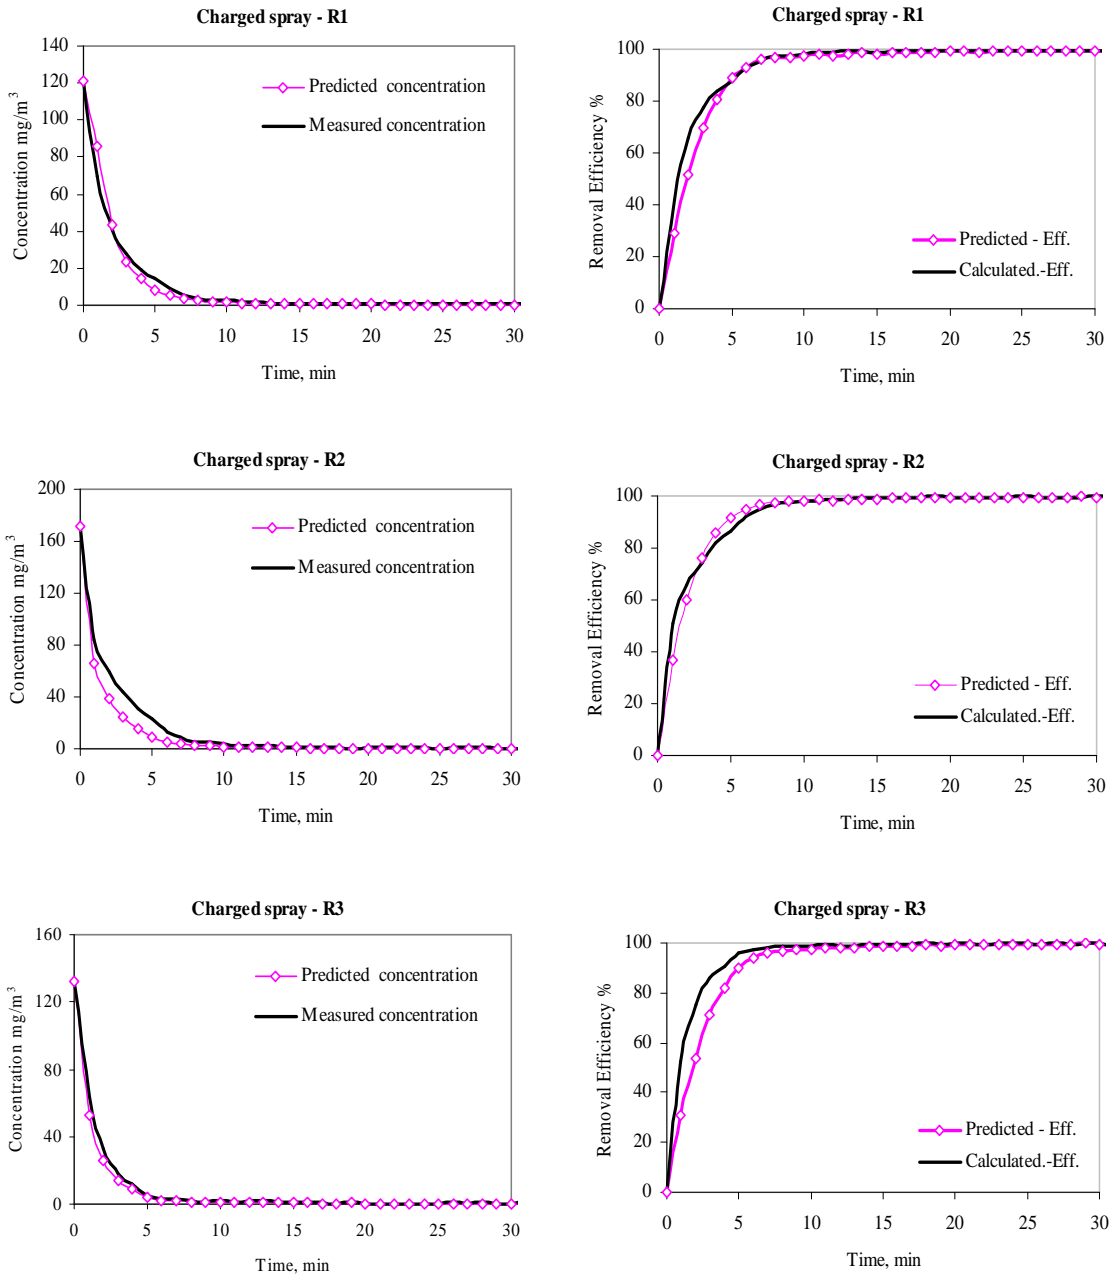 Charged spray - R1
140
120
100
80
60
40
20
0
Concentration mg/m3
Predicted concentration
Measured concentration
0 5 10 15 20 25 30
Time, min
Charged spray - R1
100
80
60
40
20
0
Removal Efficiency %
Predicted - Eff.
Calculated.-Eff.
0 5 10 15 20 25 30
Time, min
Charged spray - R2
200
160
120
80
40
0
Concentration mg/m3
Predicted concentration
Measured concentration
0 5 10 15 20 25 30
Time, min
Charged spray - R2
100
80
60
40
20
0
Removal Efficiency %
Predicted - Eff.
Calculated.-Eff.
0 5 10 15 20 25 30
Time, min
Charged spray - R3
160
120
80
40
0
Concentration mg/m3
Predicted concentration
Measured concentration
0 5 10 15 20 25 30
Time, min
Charged spray - R3
100
80
60
40
20
0
Removal Efficiency %
Predicted - Eff.
Calculated.-Eff.
0 5 10 15 20 25 30
Time, min